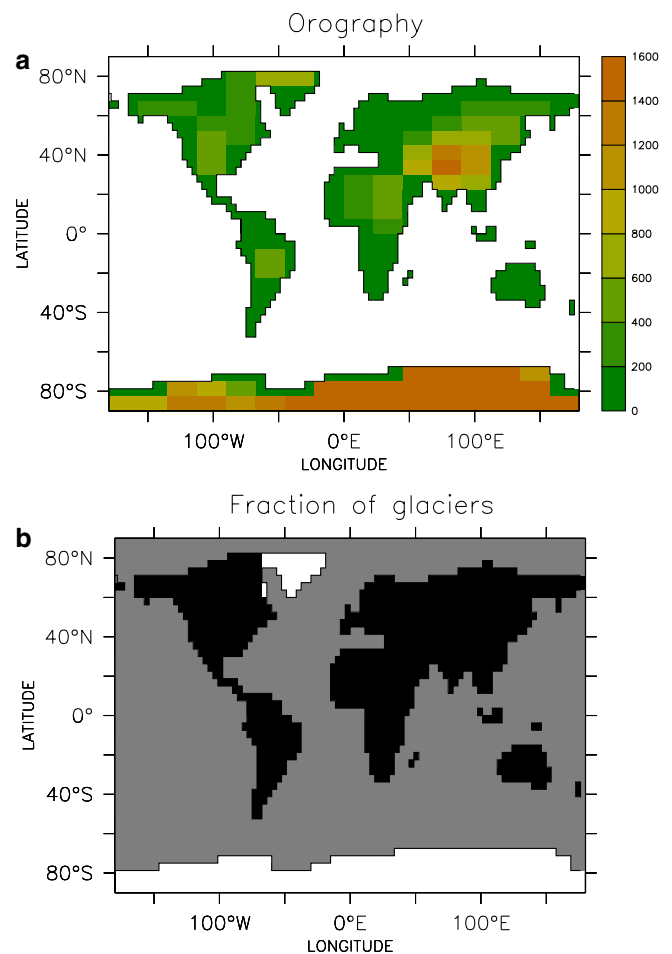 Orography
a
80°N
40°N
0°
40°S
80°S
LATITUDE
100°W
0°E
100°E
LONGITUDE
1600
1400
1200
1000
800
600
400
200
0
Fraction of glaciers
b
80°N
40°N
0°
40°S
80°S
LATITUDE
100°W
0°E
100°E
LONGITUDE